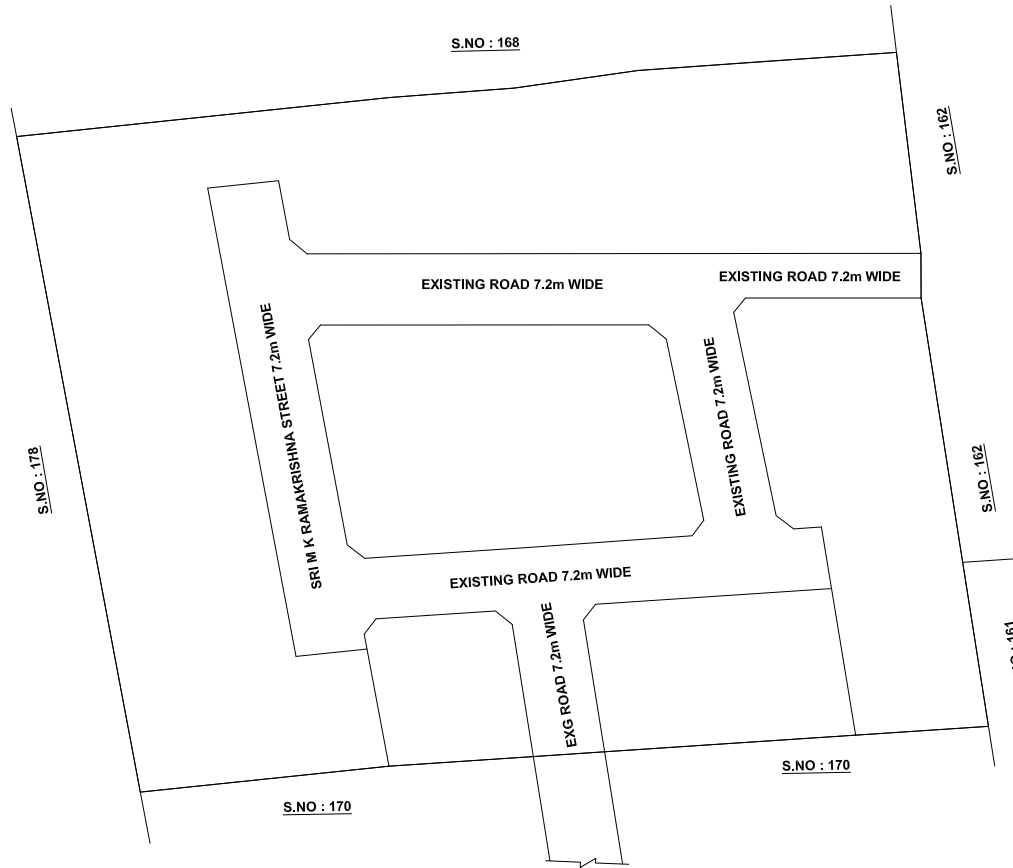 S.NO : 168
S.NO : 162
EXISTING ROAD 7.2m WIDE
EXISTING ROAD 7.2m WIDE
SRI M K RAMAKRISHNA STREET 7.2m WIDE
EXISTING ROAD 7.2m WIDE
S.NO : 178
S.NO : 162
EXISTING ROAD 7.2m WIDE
EXG ROAD 7.2m WIDE
: 161
S.NO : 170
S.NO : 170